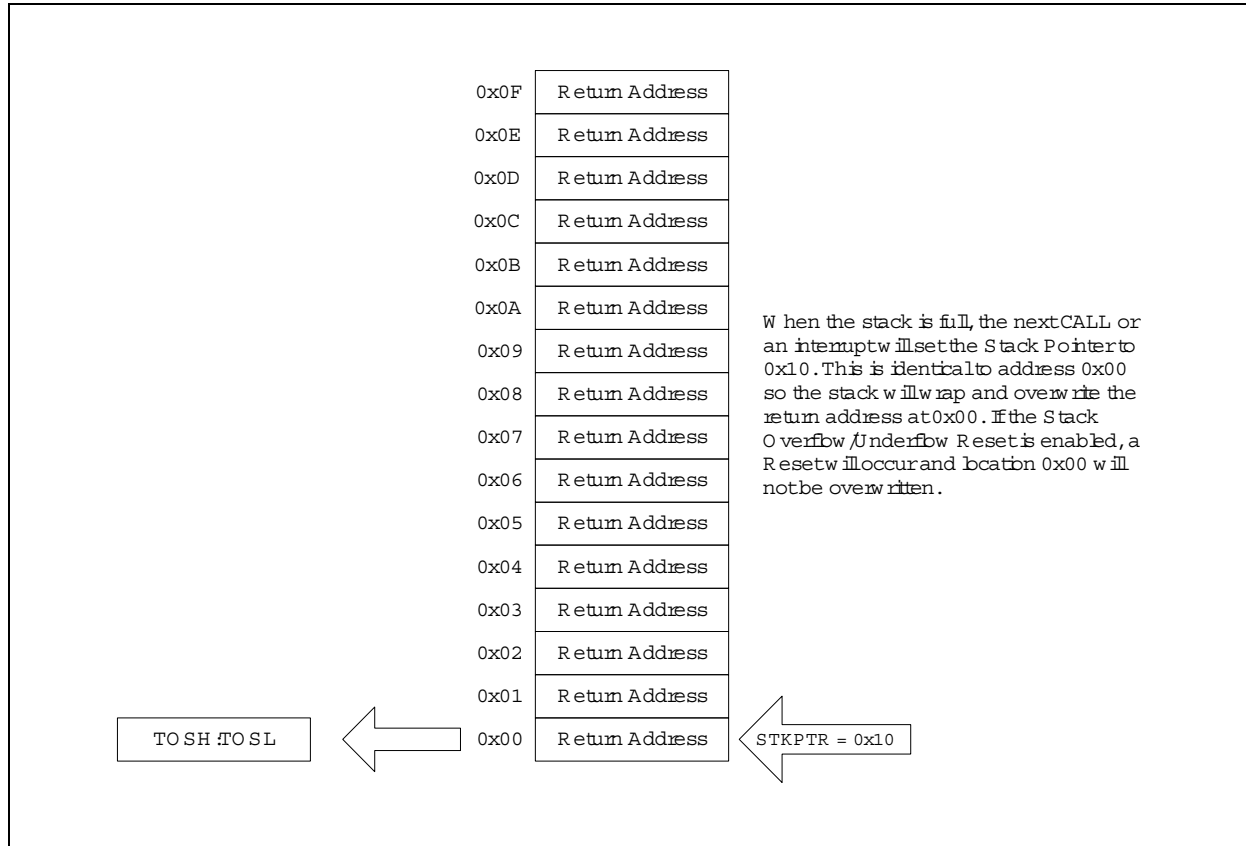 0x0F Return Address
0x0E Return Address
0x0D Return Address
0x0C Return Address
0x0B Return Address
0x0A Return Address
0x09 Return Address
0x08 Return Address
0x07 Return Address
0x06 Return Address
0x05 Return Address
0x04 Return Address
0x03 Return Address
0x02 Return Address
0x01 Return Address
TOSH:TOSL 0x00 Return Address STKPTR = 0x10
When the stack is full, the next CALL or
an interrupt will set the Stack Pointer to
0x10. This is identical to address 0x00
so the stack will wrap and overwrite the
return address at 0x00. If the Stack
Overflow/Underflow Reset is enabled, a
Reset will occur and location 0x00 will
not be overwritten.